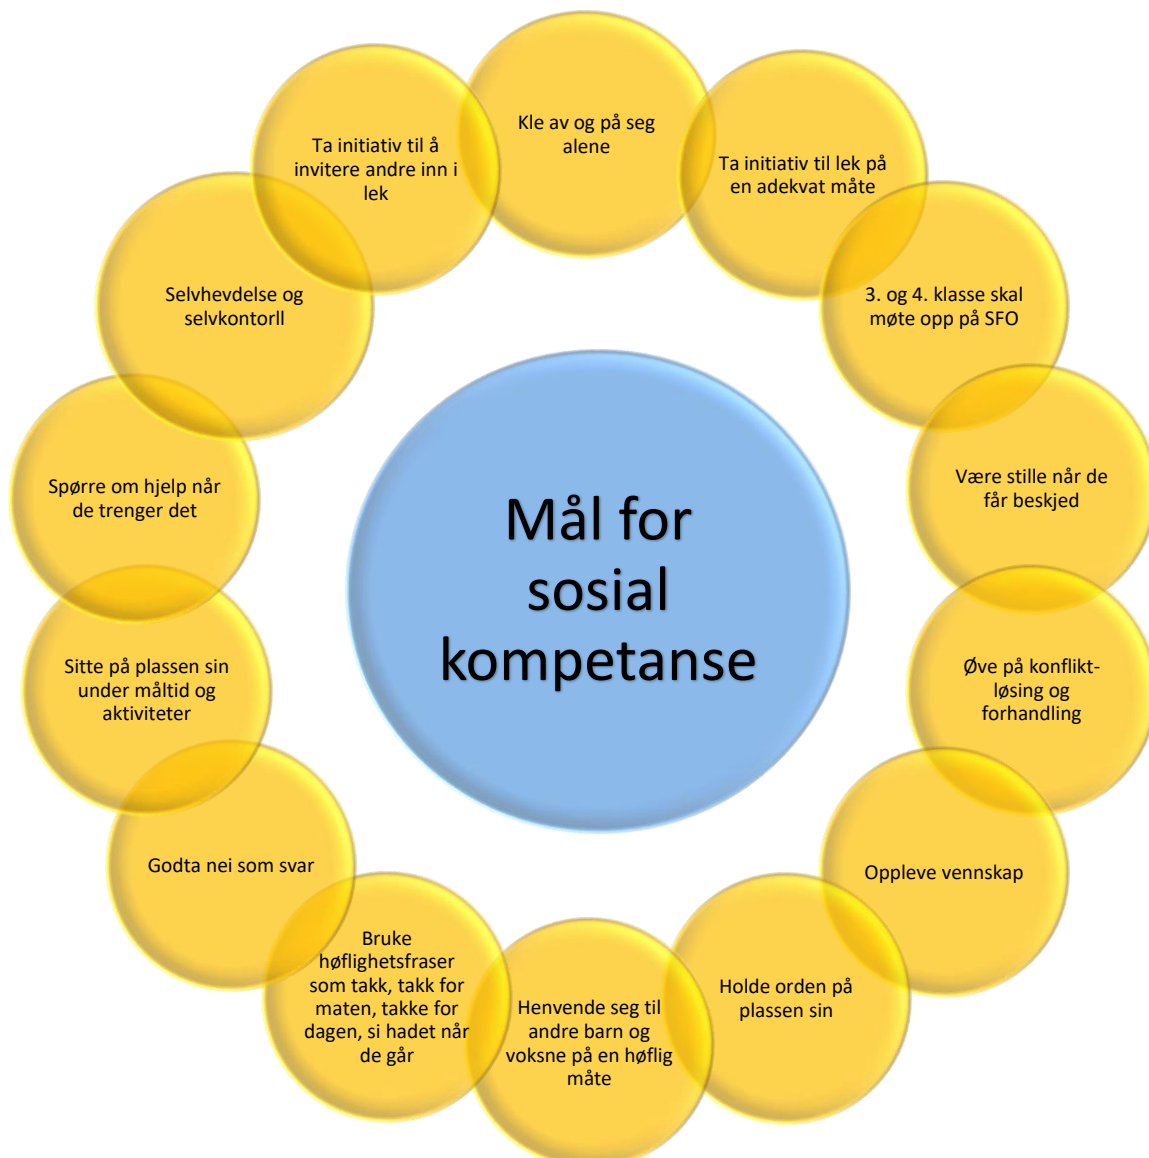 Kle av og på seg
alene
Ta initiativ til lek på
en adekvat måte
3. og 4. klasse skal
møte opp på SFO
Være stille når de
får beskjed
Øve på konflikt-
løsing og
forhandling
Oppleve vennskap
Holde orden på
plassen sin
Henvende seg til
andre barn og
voksne på en høflig
måte
Bruke
høflighetsfraser
som takk, takk for
maten, takke for
dagen, si hadet når
de går
Godta nei som svar
Sitte på plassen sin
under måltid og
aktiviteter
Spørre om hjelp når
de trenger det
Selvhevdelse og
selvkontorll
Ta initiativ til å
invitere andre inn i
lek
Mål for
sosial
kompetanse